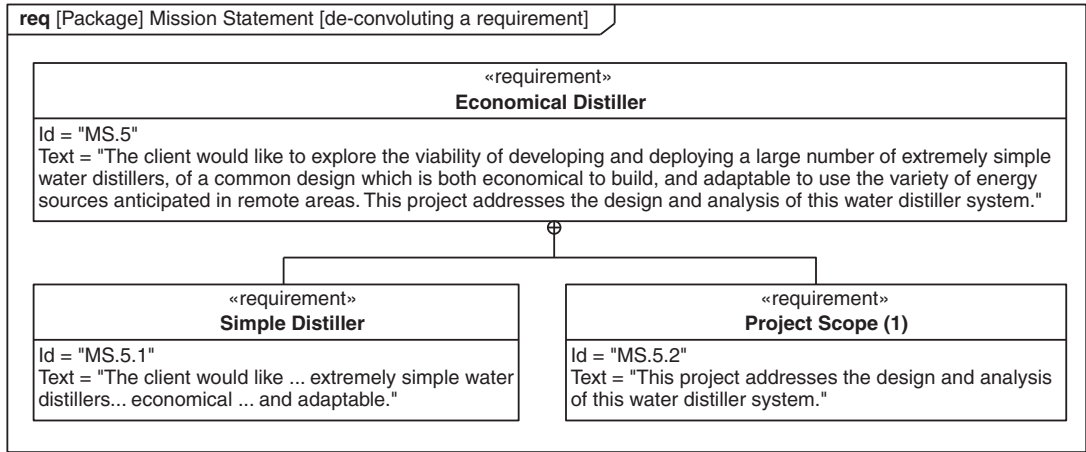 req [Package] Mission Statement [de-convoluting a requirement]
«requirement»
Economical Distiller
Id = "MS.5"
Text = "The client would like to explore the viability of developing and deploying a large number of extremely simple
water distillers, of a common design which is both economical to build, and adaptable to use the variety of energy
sources anticipated in remote areas. This project addresses the design and analysis of this water distiller system."
«requirement»
Simple Distiller
Id = "MS.5.1"
Text = "The client would like ... extremely simple water
distillers... economical ... and adaptable."
«requirement»
Project Scope (1)
Id = "MS.5.2"
Text = "This project addresses the design and analysis
of this water distiller system."